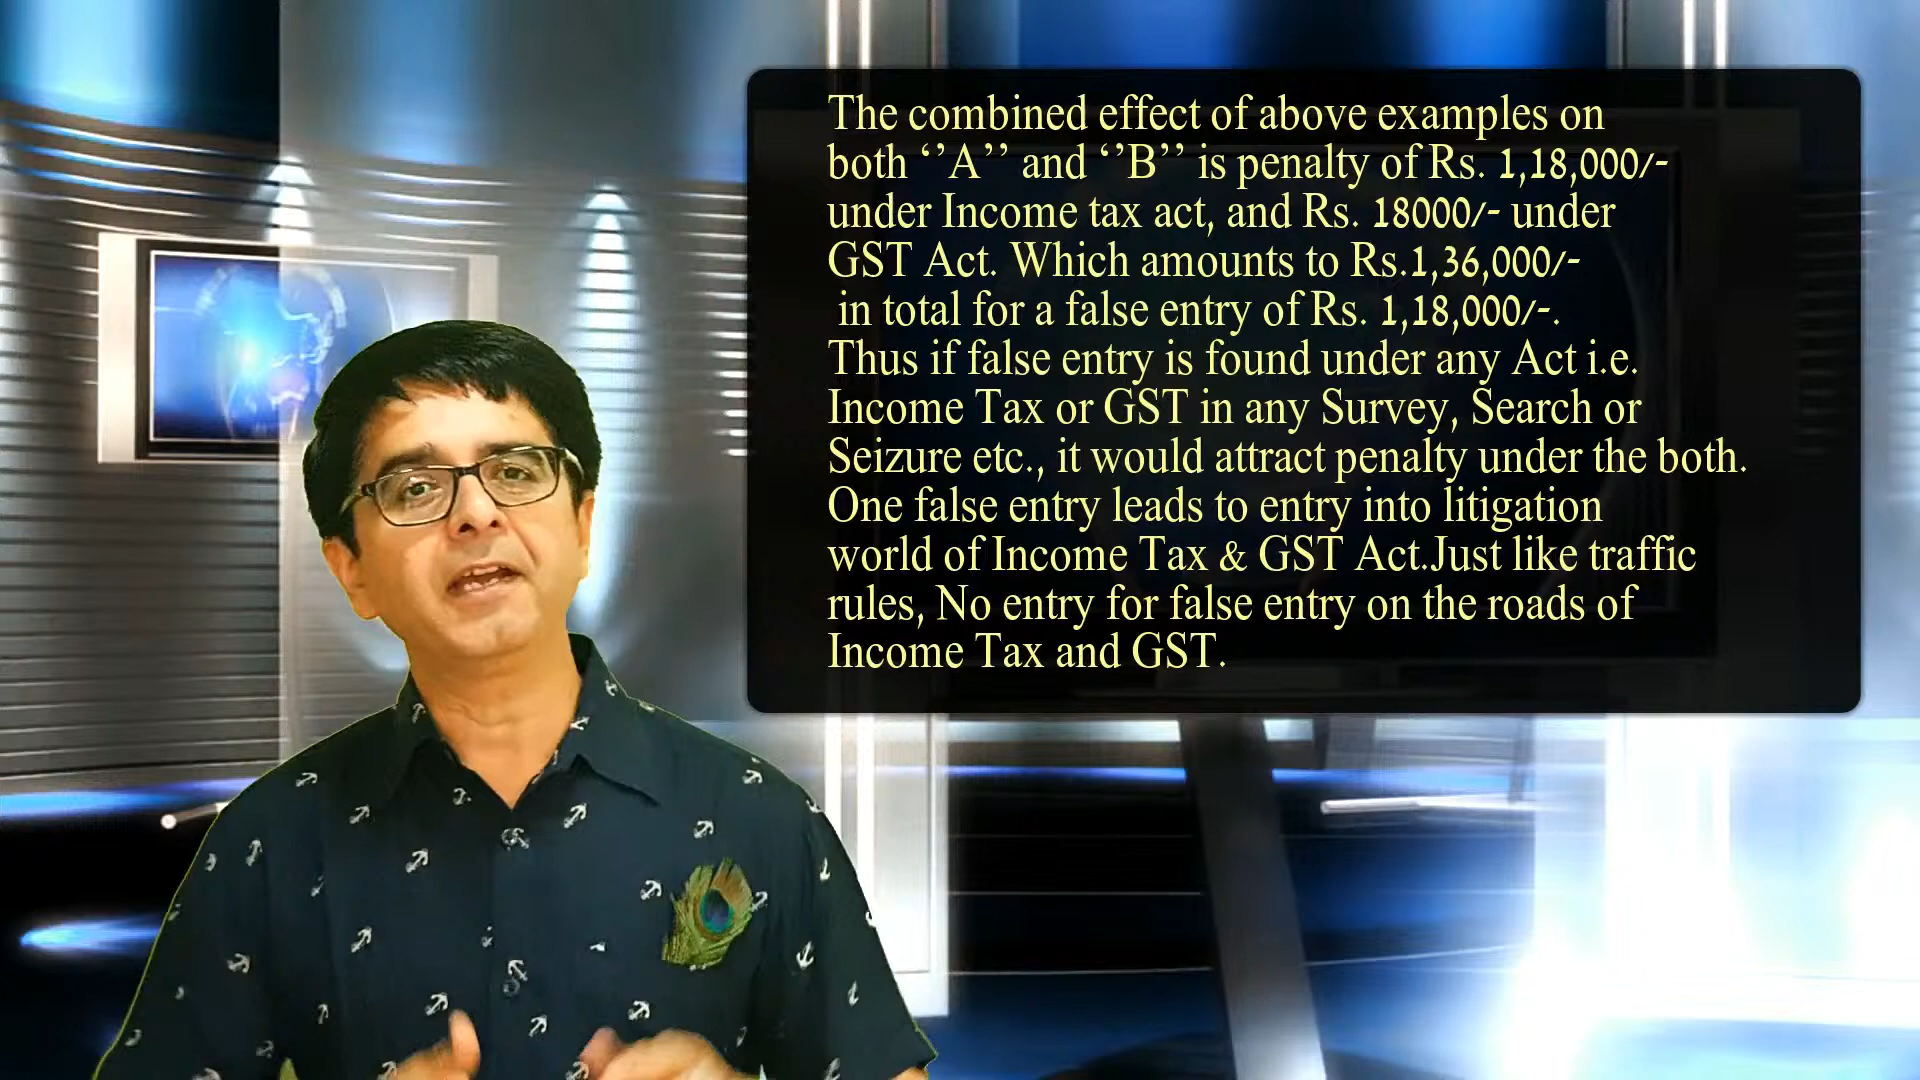 The combined effect of above examples on
both ‘’A’’ and ‘’B’’ is penalty of Rs. 1,18,000/-
under Income tax act, and Rs. 18000/- under
GST Act. Which amounts to Rs.1,36,000/-
in total for a false entry of Rs. 1,18,000/-.
Thus if false entry is found under any Act i.e.
Income Tax or GST in any Survey, Search or
Seizure etc., it would attract penalty under the both.
One false entry leads to entry into litigation
world of Income Tax & GST Act.Just like traffic
rules, No entry for false entry on the roads of
Income Tax and GST.